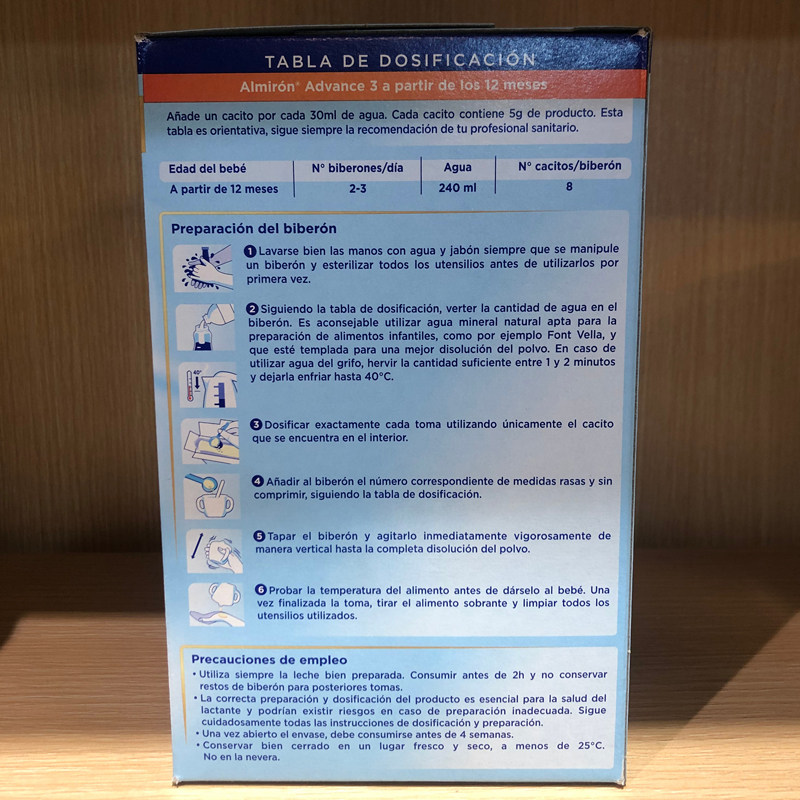 TABLA DE DOSIFICACIÓN
Almirón® Advance 3 a partir de los 12 meses
Añade un cacito por cada 30ml de agua. Cada cacito contiene 5g de producto. Esta
tabla es orientativa, sigue siempre la recomendación de tu profesional sanitario.
Edad del bebé N° biberones/día Agua N° cacitos/biberón
A partir de 12 meses 2-3 240 ml 8
Preparación del biberón
1 Lavarse bien las manos con agua y jabón siempre que se manipule
un biberón y esterilizar todos los utensilios antes de utilizarlos por
primera vez.
2 Siguiendo la tabla de dosificación, verter la cantidad de agua en el
biberón. Es aconsejable utilizar agua mineral natural apta para la
preparación de alimentos infantiles, como por ejemplo Font Vella, y
que esté templada para una mejor disolución del polvo. En caso de
utilizar agua del grifo, hervir la cantidad suficiente entre 1 y 2 minutos
y dejarla enfriar hasta 40°C.
40°
3 Dosificar exactamente cada toma utilizando únicamente el cacito
que se encuentra en el interior.
4 Añadir al biberón el número correspondiente de medidas rasas y sin
comprimir, siguiendo la tabla de dosificación.
5 Tapar el biberón y agitarlo inmediatamente vigorosamente de
manera vertical hasta la completa disolución del polvo.
6 Probar la temperatura del alimento antes de dárselo al bebé. Una
vez finalizada la toma, tirar el alimento sobrante y limpiar todos los
utensilios utilizados.
Precauciones de empleo
• Utiliza siempre la leche bien preparada. Consumir antes de 2h y no conservar
restos de biberón para posteriores tomas.
• La correcta preparación y dosificación del producto es esencial para la salud del
lactante y podrían existir riesgos en caso de preparación inadecuada. Sigue
cuidadosamente todas las instrucciones de dosificación y preparación.
• Una vez abierto el envase, debe consumirse antes de 4 semanas.
• Conservar bien cerrado en un lugar fresco y seco, a menos de 25°C.
No en la nevera.